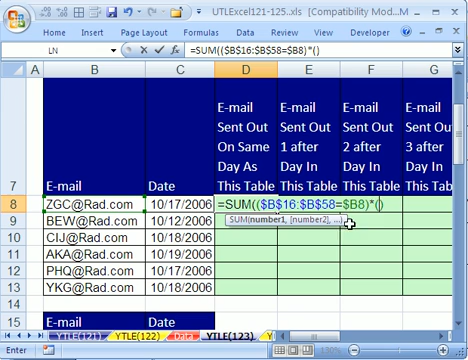 UTLExcel121-125..xls [Compatibility Mod...
Home Insert Page Layout Formulas Data Review View Developer
LN =SUM(($B$16:$B$58=$B8)*()
A B C D E F G
7 E-mail Date E-mail Sent Out On Same Day As This Table E-mail Sent Out 1 after Day In This Table E-mail Sent Out 2 after Day In This Table E-mail Sent Out 3 after Day In This Table
8 ZGC@Rad.com 10/17/2006 =SUM(($B$16:$B$58=$B8)*()
SUM(number1, [number2], ...)
9 BEW@Rad.com 10/12/2006
10 CIJ@Rad.com 10/18/2006
11 AKA@Rad.com 10/19/2006
12 PHQ@Rad.com 10/17/2006
13 YKG@Rad.com 10/18/2006
14
15 E-mail Date
YTLE(121) YTLE(122) Data YTLE(123) Y
Enter 130%